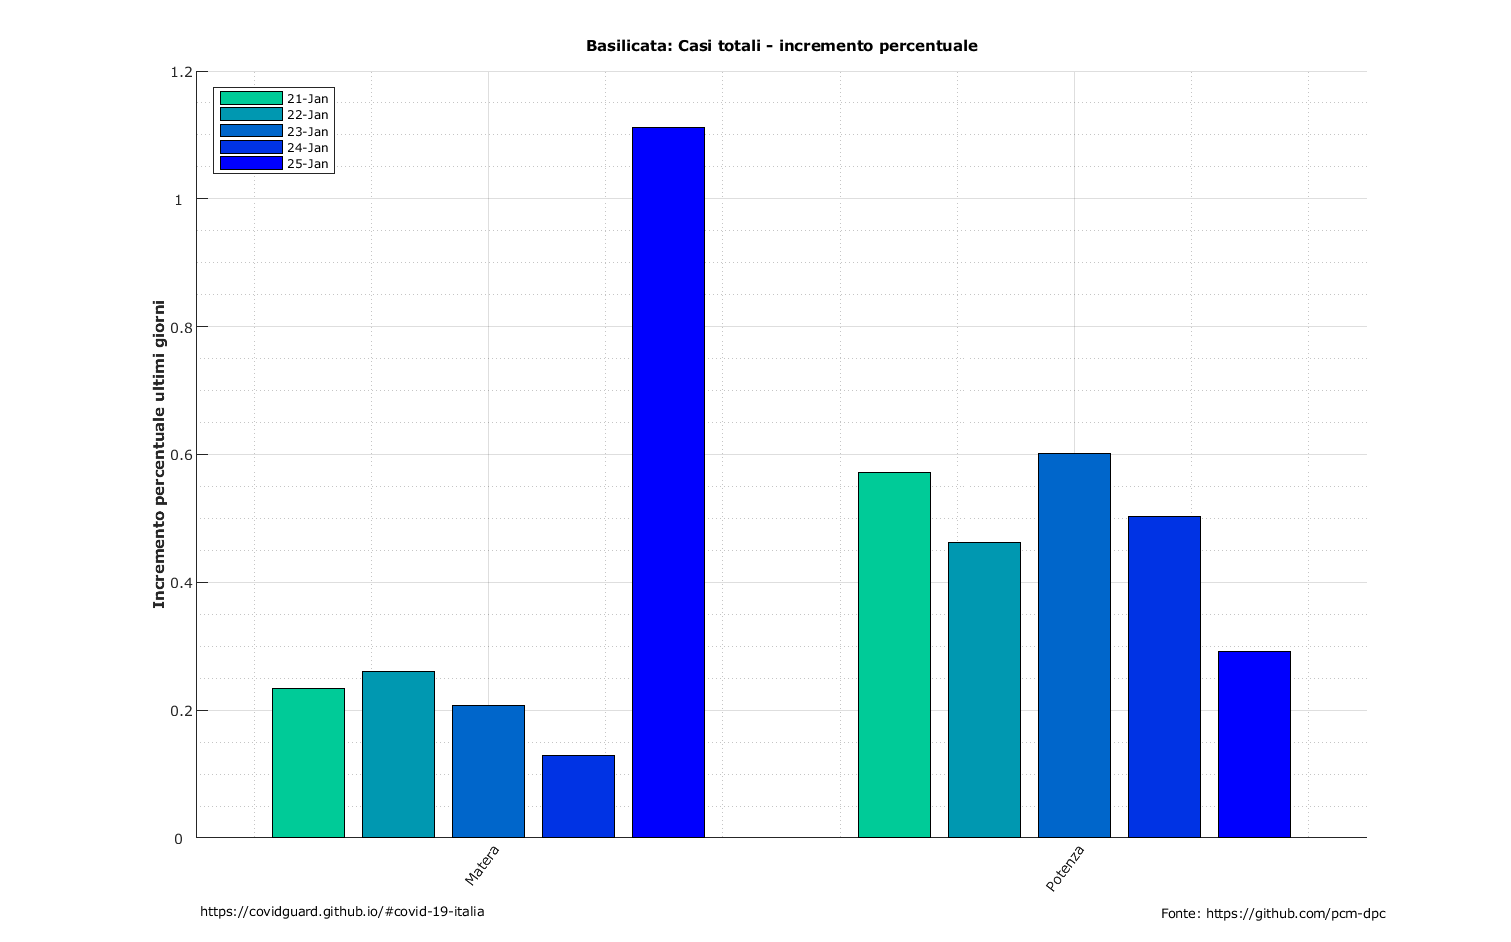 Basilicata: Casi totali - incremento percentuale
1.2
1
0.8
0.6
0.4
0.2
0
Incremento percentuale ultimi giorni
21-Jan
22-Jan
23-Jan
24-Jan
25-Jan
Matera
Potenza
https://covidguard.github.io/#covid-19-italia
Fonte: https://github.com/pcm-dpc